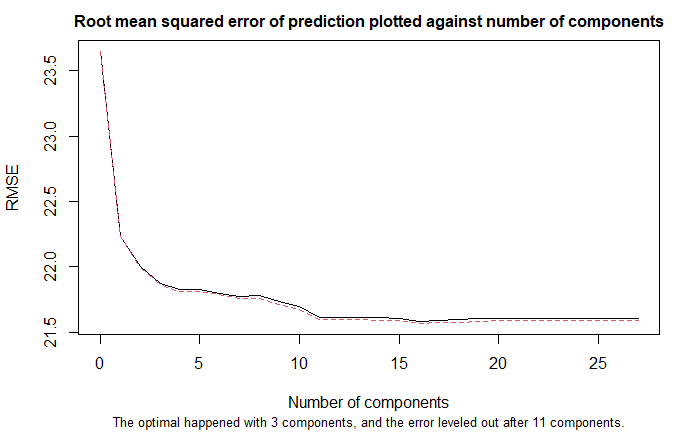 Root mean squared error of prediction plotted against number of components
RMSE
23.5
23.0
22.5
22.0
21.5
0 5 10 15 20 25
Number of components
The optimal happened with 3 components, and the error leveled out after 11 components.